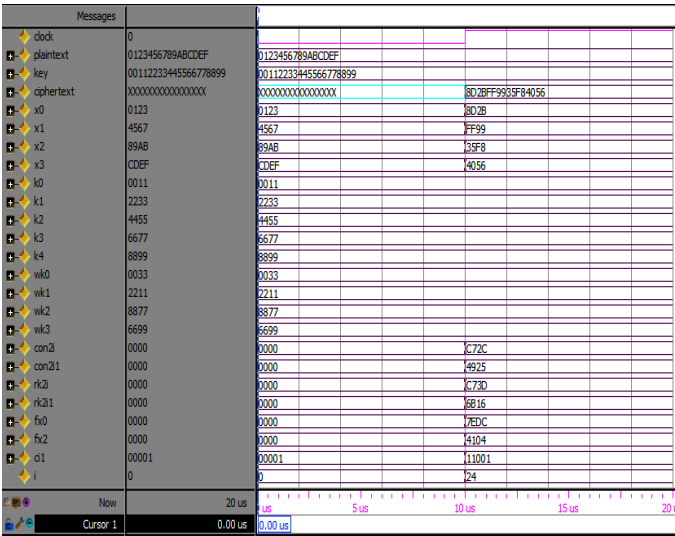 Messages
clock 0
plaintext 0123456789ABCDEF 0123456789ABCDEF
key 00112233445566778899 00112233445566778899
ciphertext XXXXXXXXXXXXXXXX XXXXXXXXXXXXXXXX 8D2BFF9935F84056
x0 0123 0123 8D2B
x1 4567 4567 FF99
x2 89AB 89AB 35F8
x3 CDEF CDEF 4056
k0 0011 0011
k1 2233 2233
k2 4455 4455
k3 6677 6677
k4 8899 8899
wk0 0033 0033
wk1 2211 2211
wk2 8877 8877
wk3 6699 6699
con2i 0000 0000 C72C
con2i1 0000 0000 4925
rk2i 0000 0000 C73D
rk2i1 0000 0000 6B16
fx0 0000 0000 7EDC
fx2 0000 0000 4104
ci1 00001 00001 11001
i 0 0 24
Now 20 us us 5 us 10 us 15 us 20
Cursor 1 0.00 us 0.00 us